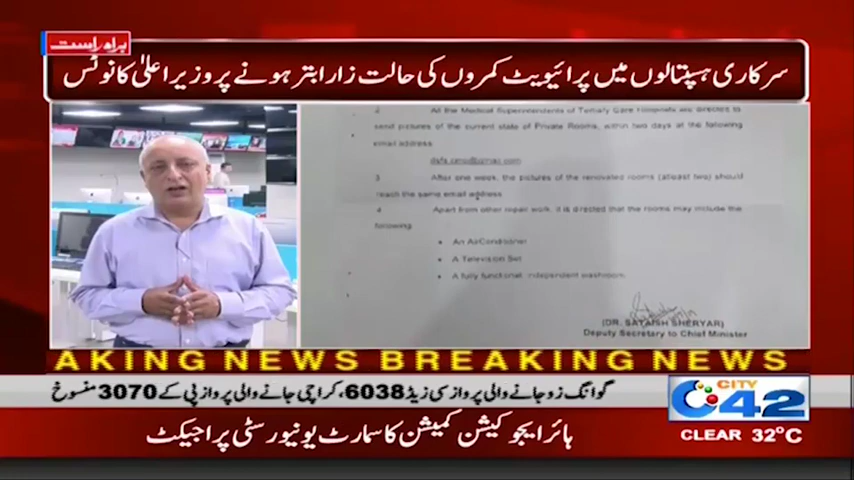 براہ راست
سرکاری ہسپتالوں میں پرائیویٹ کمروں کی حالت زار ابتر ہونے پر وزیراعلیٰ کا نوٹس
2 All the Medical Superintendents of Tertiary Care Hospitals are directed to
send pictures of the current state of Private Rooms, within two days at the following
email address
3 After one week, the pictures of the renovated rooms (atleast two) should
reach the same email address
4 Apart from other repair work, it is directed that the rooms may include the
following
• An AirConditioner
• A Television Set
• A fully functional independent washroom.
(DR. SATAISH SHERYAR)
Deputy Secretary to Chief Minister
AKING NEWS BREAKING NEWS
گوانگ زو جانے والی پرواز سی زیڈ 6038، کراچی جانے والی پرواز پی کے 3070 منسوخ
CITY
42
ہائر ایجوکیشن کمیشن کا سمارٹ یونیورسٹی پراجیکٹ
CLEAR 32°C